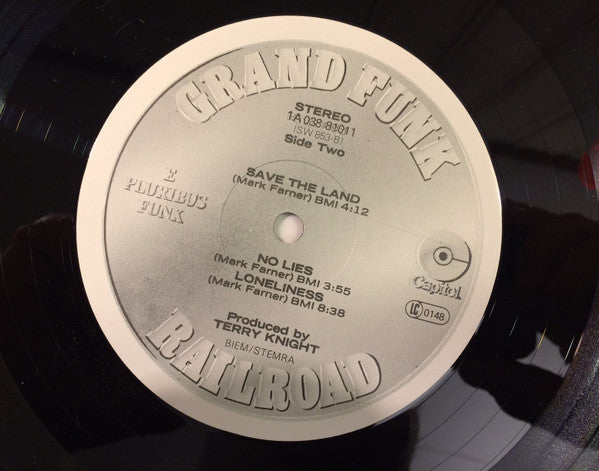 GRAND FUNK
STEREO
1A 038-81011
(SW 853-B)
Side Two
E
PLURIBUS
FUNK
SAVE THE LAND
(Mark Farner) BMI 4:12
NO LIES
(Mark Farner) BMI 3:55
LONELINESS
(Mark Farner) BMI 8:38
Capitol
LC 0148
Produced by
TERRY KNIGHT
BIEM/STEMRA
RAILROAD